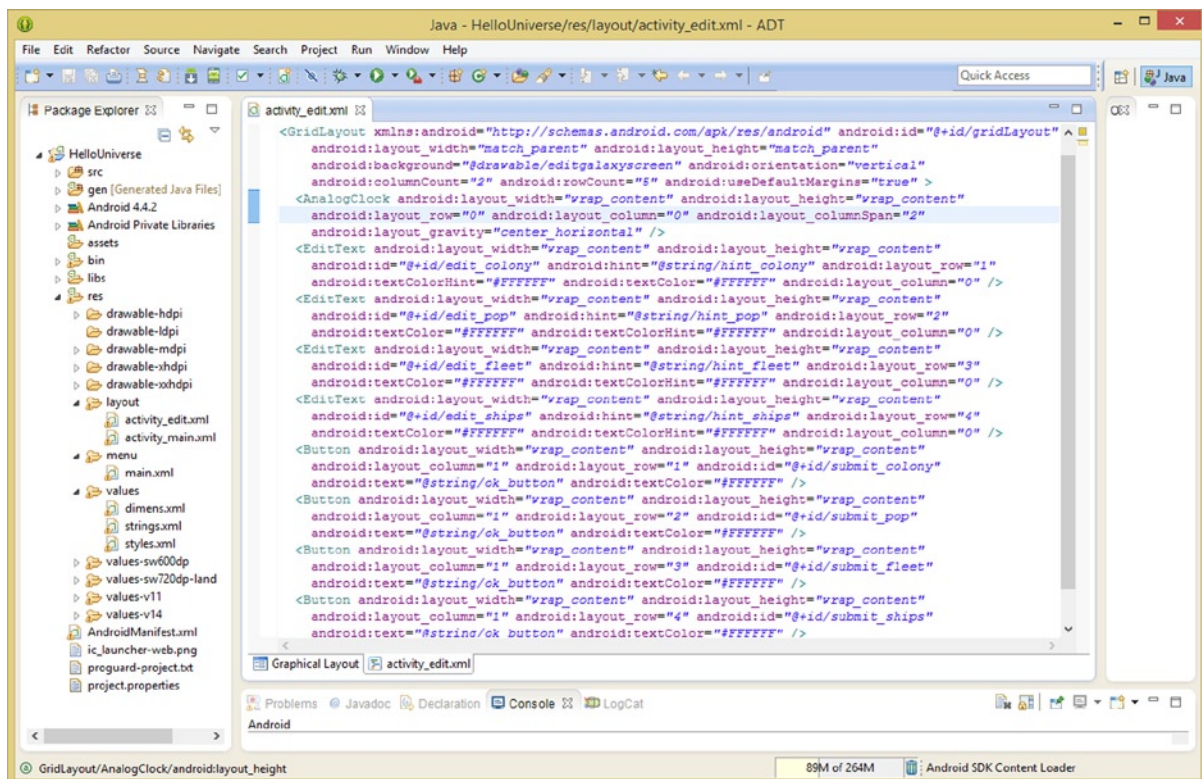 Java - HelloUniverse/res/layout/activity_edit.xml - ADT
File Edit Refactor Source Navigate Search Project Run Window Help
Quick Access
Java
Package Explorer
HelloUniverse
src
gen [Generated Java Files]
Android 4.4.2
Android Private Libraries
assets
bin
libs
res
drawable-hdpi
drawable-ldpi
drawable-mdpi
drawable-xhdpi
drawable-xxhdpi
layout
activity_edit.xml
activity_main.xml
menu
main.xml
values
dimens.xml
strings.xml
styles.xml
values-sw600dp
values-sw720dp-land
values-v11
values-v14
AndroidManifest.xml
ic_launcher-web.png
proguard-project.txt
project.properties
activity_edit.xml
<GridLayout xmlns:android="http://schemas.android.com/apk/res/android" android:id="@+id/gridLayout"
android:layout_width="match_parent" android:layout_height="match_parent"
android:background="@drawable/editgalaxyscreen" android:orientation="vertical"
android:columnCount="2" android:rowCount="5" android:useDefaultMargins="true" >
<AnalogClock android:layout_width="wrap_content" android:layout_height="wrap_content"
android:layout_row="0" android:layout_column="0" android:layout_columnSpan="2"
android:layout_gravity="center_horizontal" />
<EditText android:layout_width="wrap_content" android:layout_height="wrap_content"
android:id="@+id/edit_colony" android:hint="@string/hint_colony" android:layout_row="1"
android:textColorHint="#FFFFFF" android:textColor="#FFFFFF" android:layout_column="0" />
<EditText android:layout_width="wrap_content" android:layout_height="wrap_content"
android:id="@+id/edit_pop" android:hint="@string/hint_pop" android:layout_row="2"
android:textColor="#FFFFFF" android:textColorHint="#FFFFFF" android:layout_column="0" />
<EditText android:layout_width="wrap_content" android:layout_height="wrap_content"
android:id="@+id/edit_fleet" android:hint="@string/hint_fleet" android:layout_row="3"
android:textColor="#FFFFFF" android:textColorHint="#FFFFFF" android:layout_column="0" />
<EditText android:layout_width="wrap_content" android:layout_height="wrap_content"
android:id="@+id/edit_ships" android:hint="@string/hint_ships" android:layout_row="4"
android:textColor="#FFFFFF" android:textColorHint="#FFFFFF" android:layout_column="0" />
<Button android:layout_width="wrap_content" android:layout_height="wrap_content"
android:layout_column="1" android:layout_row="1" android:id="@+id/submit_colony"
android:text="@string/ok_button" android:textColor="#FFFFFF" />
<Button android:layout_width="wrap_content" android:layout_height="wrap_content"
android:layout_column="1" android:layout_row="2" android:id="@+id/submit_pop"
android:text="@string/ok_button" android:textColor="#FFFFFF" />
<Button android:layout_width="wrap_content" android:layout_height="wrap_content"
android:layout_column="1" android:layout_row="3" android:id="@+id/submit_fleet"
android:text="@string/ok_button" android:textColor="#FFFFFF" />
<Button android:layout_width="wrap_content" android:layout_height="wrap_content"
android:layout_column="1" android:layout_row="4" android:id="@+id/submit_ships"
android:text="@string/ok_button" android:textColor="#FFFFFF" />
Graphical Layout activity_edit.xml
Problems Javadoc Declaration Console LogCat
Android
GridLayout/AnalogClock/android:layout_height
89M of 264M
Android SDK Content Loader